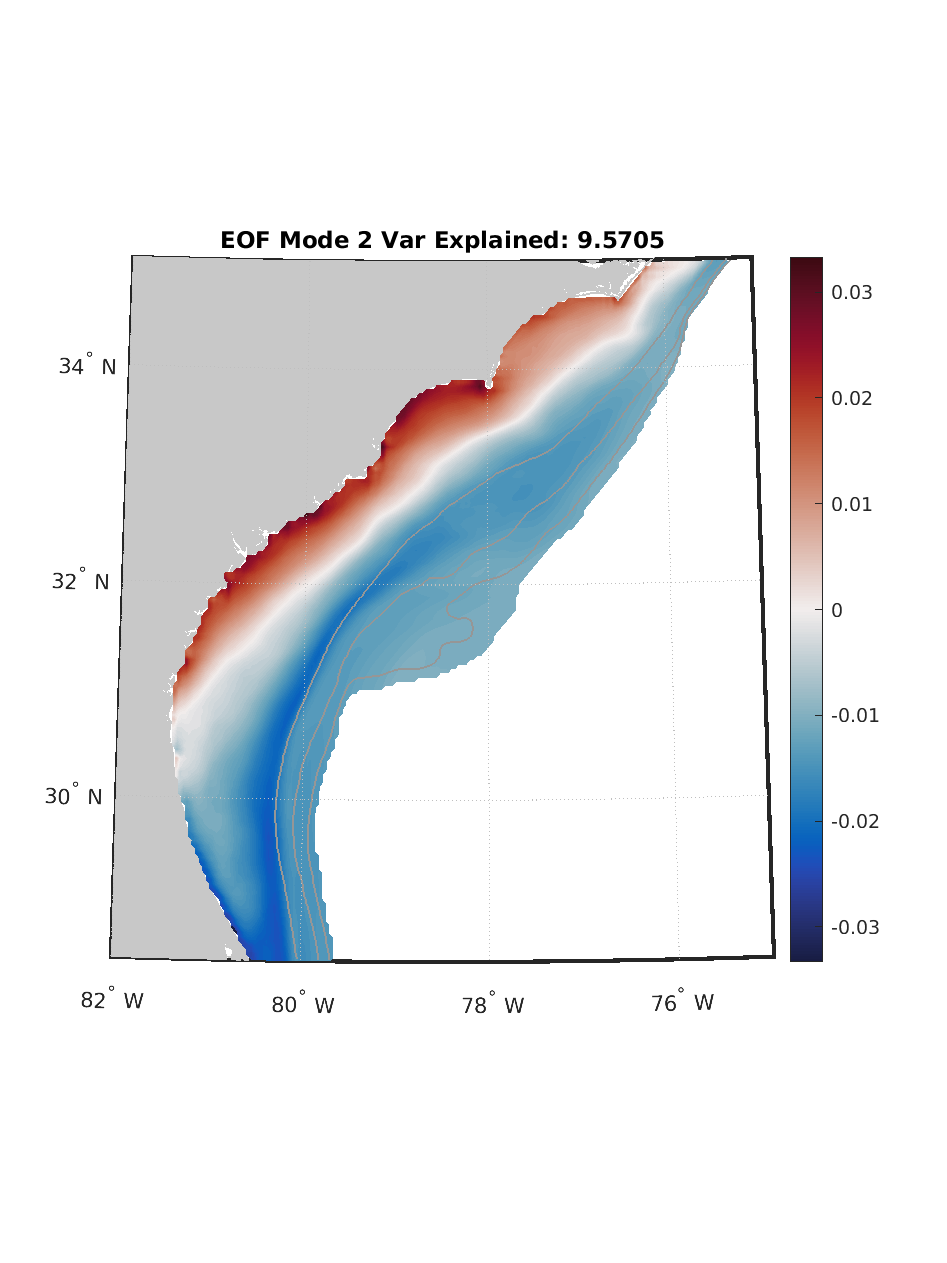 EOF Mode 2 Var Explained: 9.5705
34° N
32° N
30° N
82° W
80° W
78° W
76° W
0.03
0.02
0.01
0
-0.01
-0.02
-0.03